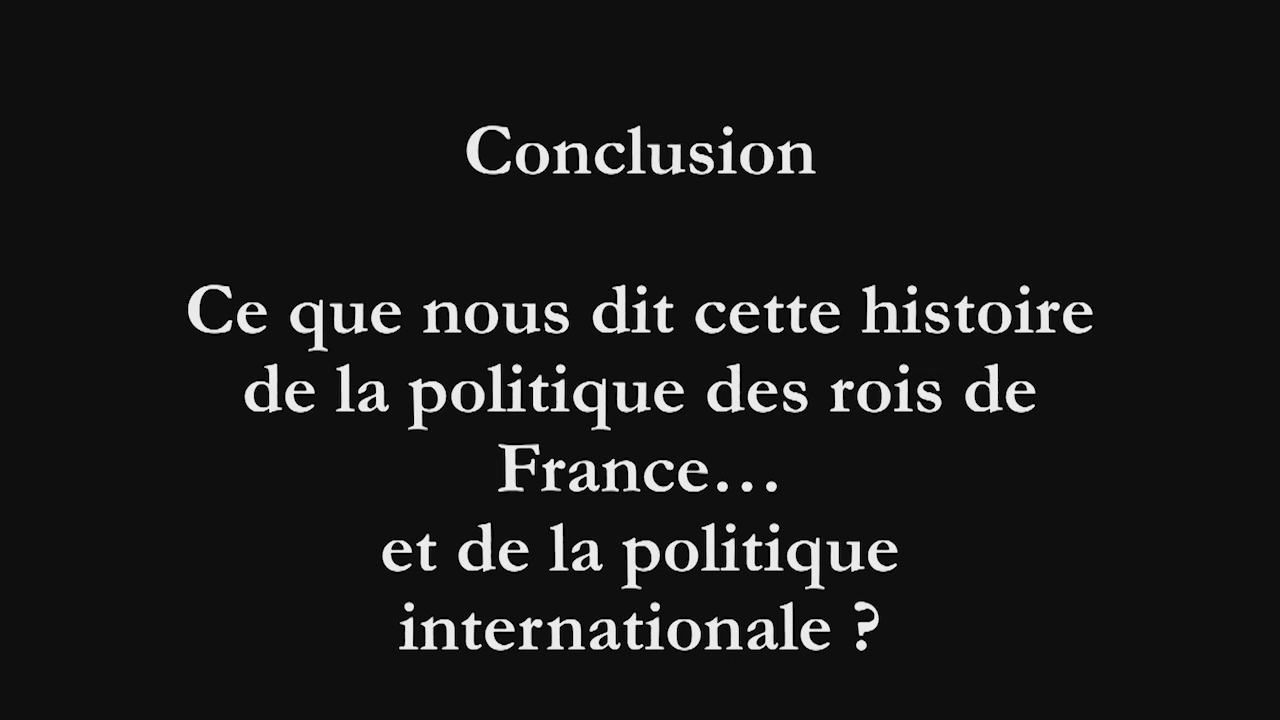 Conclusion
Ce que nous dit cette histoire
de la politique des rois de
France…
et de la politique
internationale ?